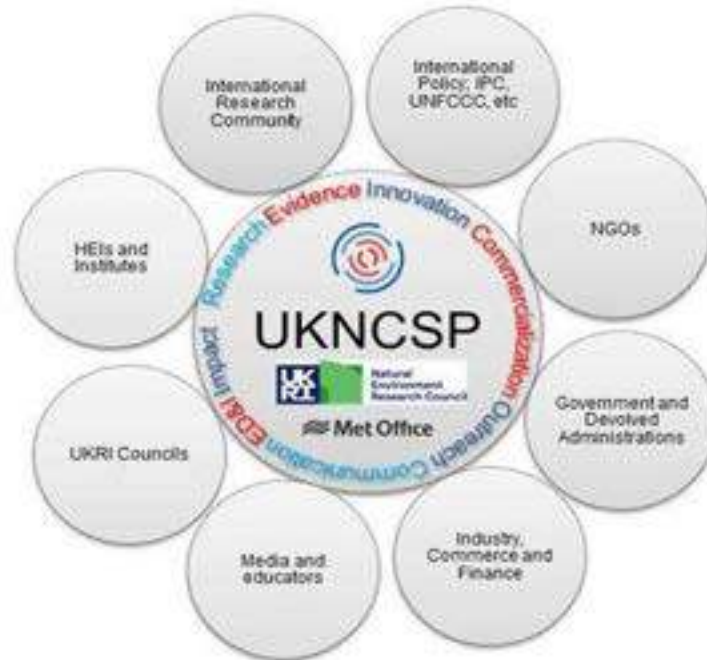 International
Research
Community
International
Policy, IPC,
UNFCCC, etc
NGOs
Government and
Devolved
Administrations
Industry,
Commerce and
Finance
Media and
educators
UKRI Councils
HEIs and
Institutes
Research Evidence Innovation Commercialization Outreach Communication ED&I Impact
UKNCSP
UK
RI
Natural
Environment
Research Council
Met Office